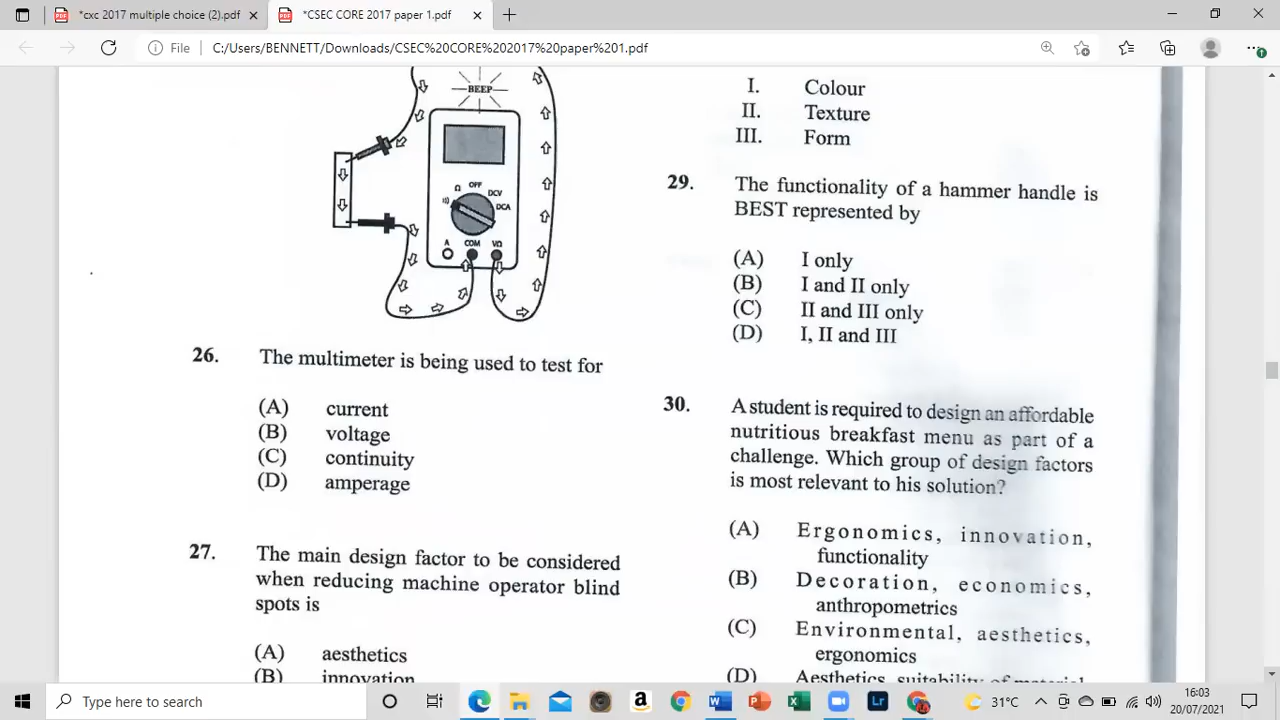 *cxc 2017 multiple choice (2).pdf
*CSEC CORE 2017 paper 1.pdf
File
C:/Users/BENNETT/Downloads/CSEC%20CORE%202017%20paper%201.pdf
BEEP
Ω OFF DCV
DCA
A COM VΩ
26. The multimeter is being used to test for
(A) current
(B) voltage
(C) continuity
(D) amperage
27. The main design factor to be considered
when reducing machine operator blind
spots is
(A) aesthetics
(B) innovation
I. Colour
II. Texture
III. Form
29. The functionality of a hammer handle is
BEST represented by
(A) I only
(B) I and II only
(C) II and III only
(D) I, II and III
30. A student is required to design an affordable
nutritious breakfast menu as part of a
challenge. Which group of design factors
is most relevant to his solution?
(A) Ergonomics, innovation,
functionality
(B) Decoration, economics,
anthropometrics
(C) Environmental, aesthetics,
ergonomics
(D) Aesthetics, suitability of material
Type here to search
31°C
16:03
20/07/2021